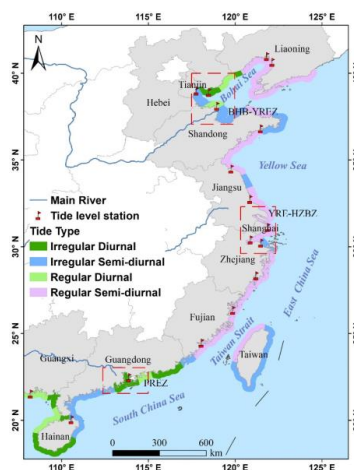 115°E
120°E
125°E
N
40°N
35°N
30°N
25°N
20°N
Liaoning
Tianjin
Bohai Sea
Hebei
BHB-YRFZ
Shandong
Yellow Sea
Jiangsu
YRE-HZBZ
Shanghai
Zhejiang
East China Sea
Main River
Tide level station
Tide Type
Irregular Diurnal
Irregular Semi-diurnal
Regular Diurnal
Regular Semi-diurnal
Fujian
Taiwan Strait
Taiwan
Guangxi
Guangdong
PREZ
South China Sea
Hainan
0 300 600
km
110°E
115°E
120°E